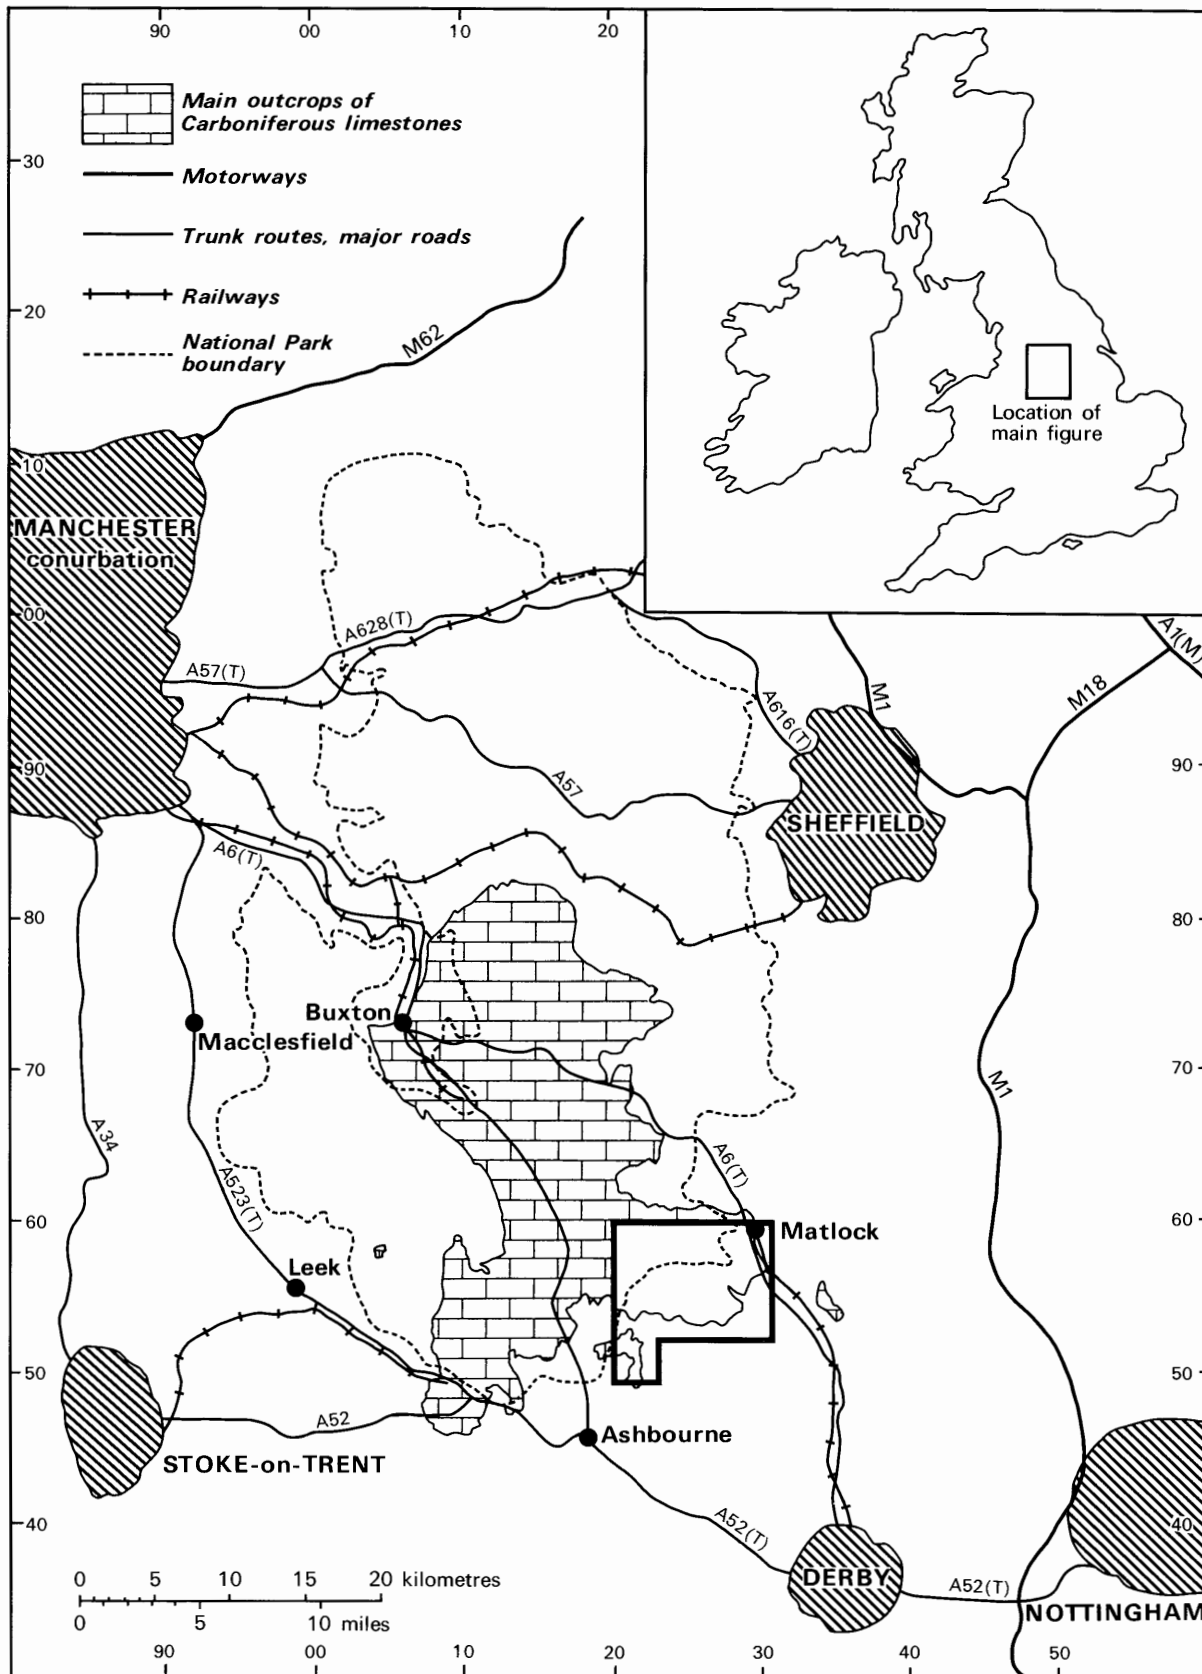 90
00
10
20
Main outcrops of
Carboniferous limestones
Motorways
Trunk routes, major roads
Railways
National Park
boundary
30
20
10
00
90
80
70
60
50
40
M62
Location of
main figure
MANCHESTER
conurbation
A628(T)
A57(T)
A616(T)
M1
M18
A1(M)
A57
90
SHEFFIELD
A6(T)
80
Buxton
Macclesfield
70
M1
A34
A523(T)
A6(T)
60
Matlock
Leek
Ashbourne
A52
STOKE-on-TRENT
A52(T)
40
DERBY
A52(T)
NOTTINGHAM
0 5 10 15 20 kilometres
0 5 10 miles
90
00
10
20
30
40
50